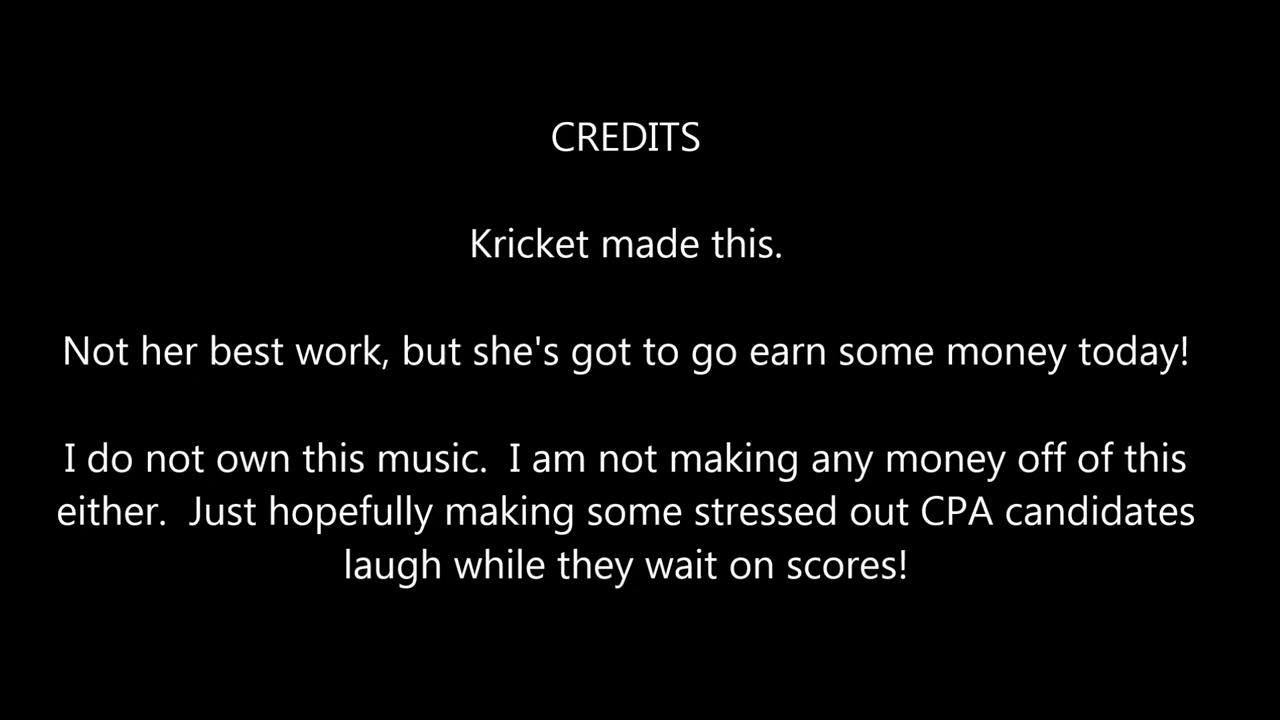 CREDITS
Kricket made this.
Not her best work, but she's got to go earn some money today!
I do not own this music.  I am not making any money off of this
either.  Just hopefully making some stressed out CPA candidates
laugh while they wait on scores!